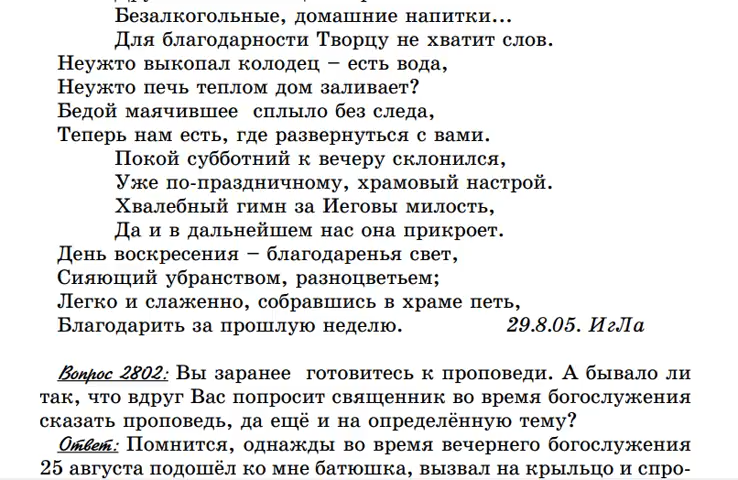 Безалкогольные, домашние напитки...
Для благодарности Творцу не хватит слов.
Неужто выкопал колодец – есть вода,
Неужто печь теплом дом заливает?
Бедой маячившее сплыло без следа,
Теперь нам есть, где развернуться с вами.
Покой субботний к вечеру склонился,
Уже по-праздничному, храмовый настрой.
Хвалебный гимн за Иеговы милость,
Да и в дальнейшем нас она прикроет.
День воскресения – благодаренья свет,
Сияющий убранством, разноцветьем;
Легко и слаженно, собравшись в храме петь,
Благодарить за прошлую неделю. 29.8.05. ИгЛа
Вопрос 2802: Вы заранее готовитесь к проповеди. А бывало ли
так, что вдруг Вас попросит священник во время богослужения
сказать проповедь, да ещё и на определённую тему?
Ответ: Помнится, однажды во время вечернего богослужения
25 августа подошёл ко мне батюшка, вызвал на крыльцо и спро-